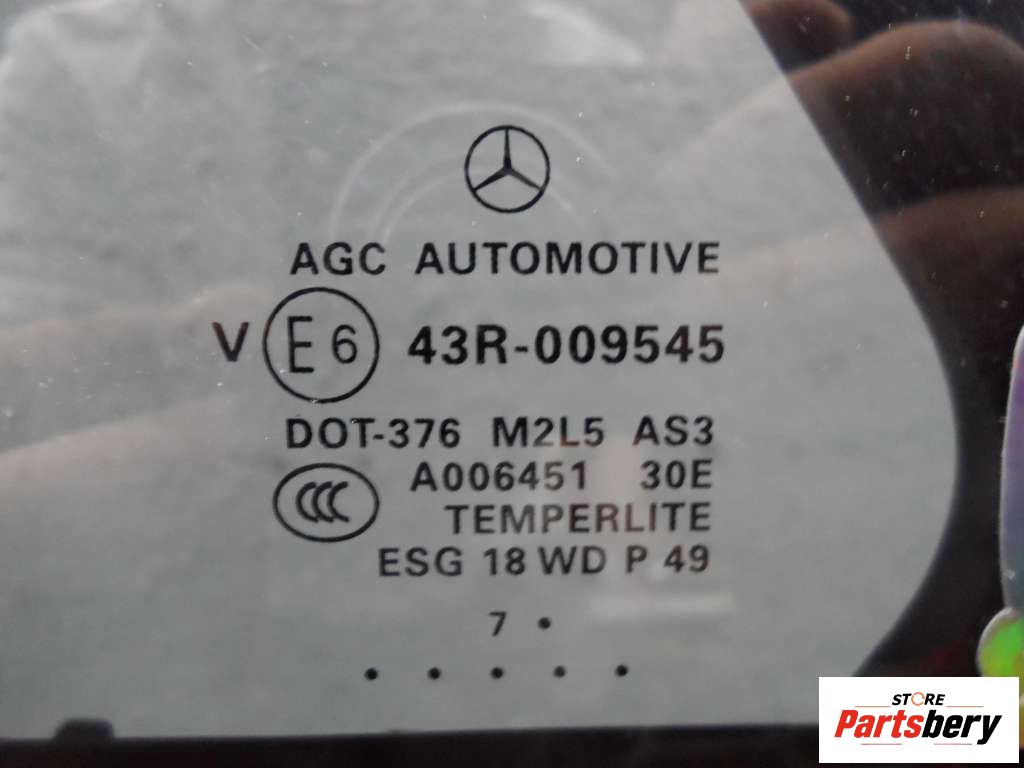 AGC AUTOMOTIVE
V E6 43R-009545
DOT-376 M2L5 AS3
CCC A006451 30E
TEMPERLITE
ESG 18 WD P 49
7 •
• • • • •
STORE
Partsbery